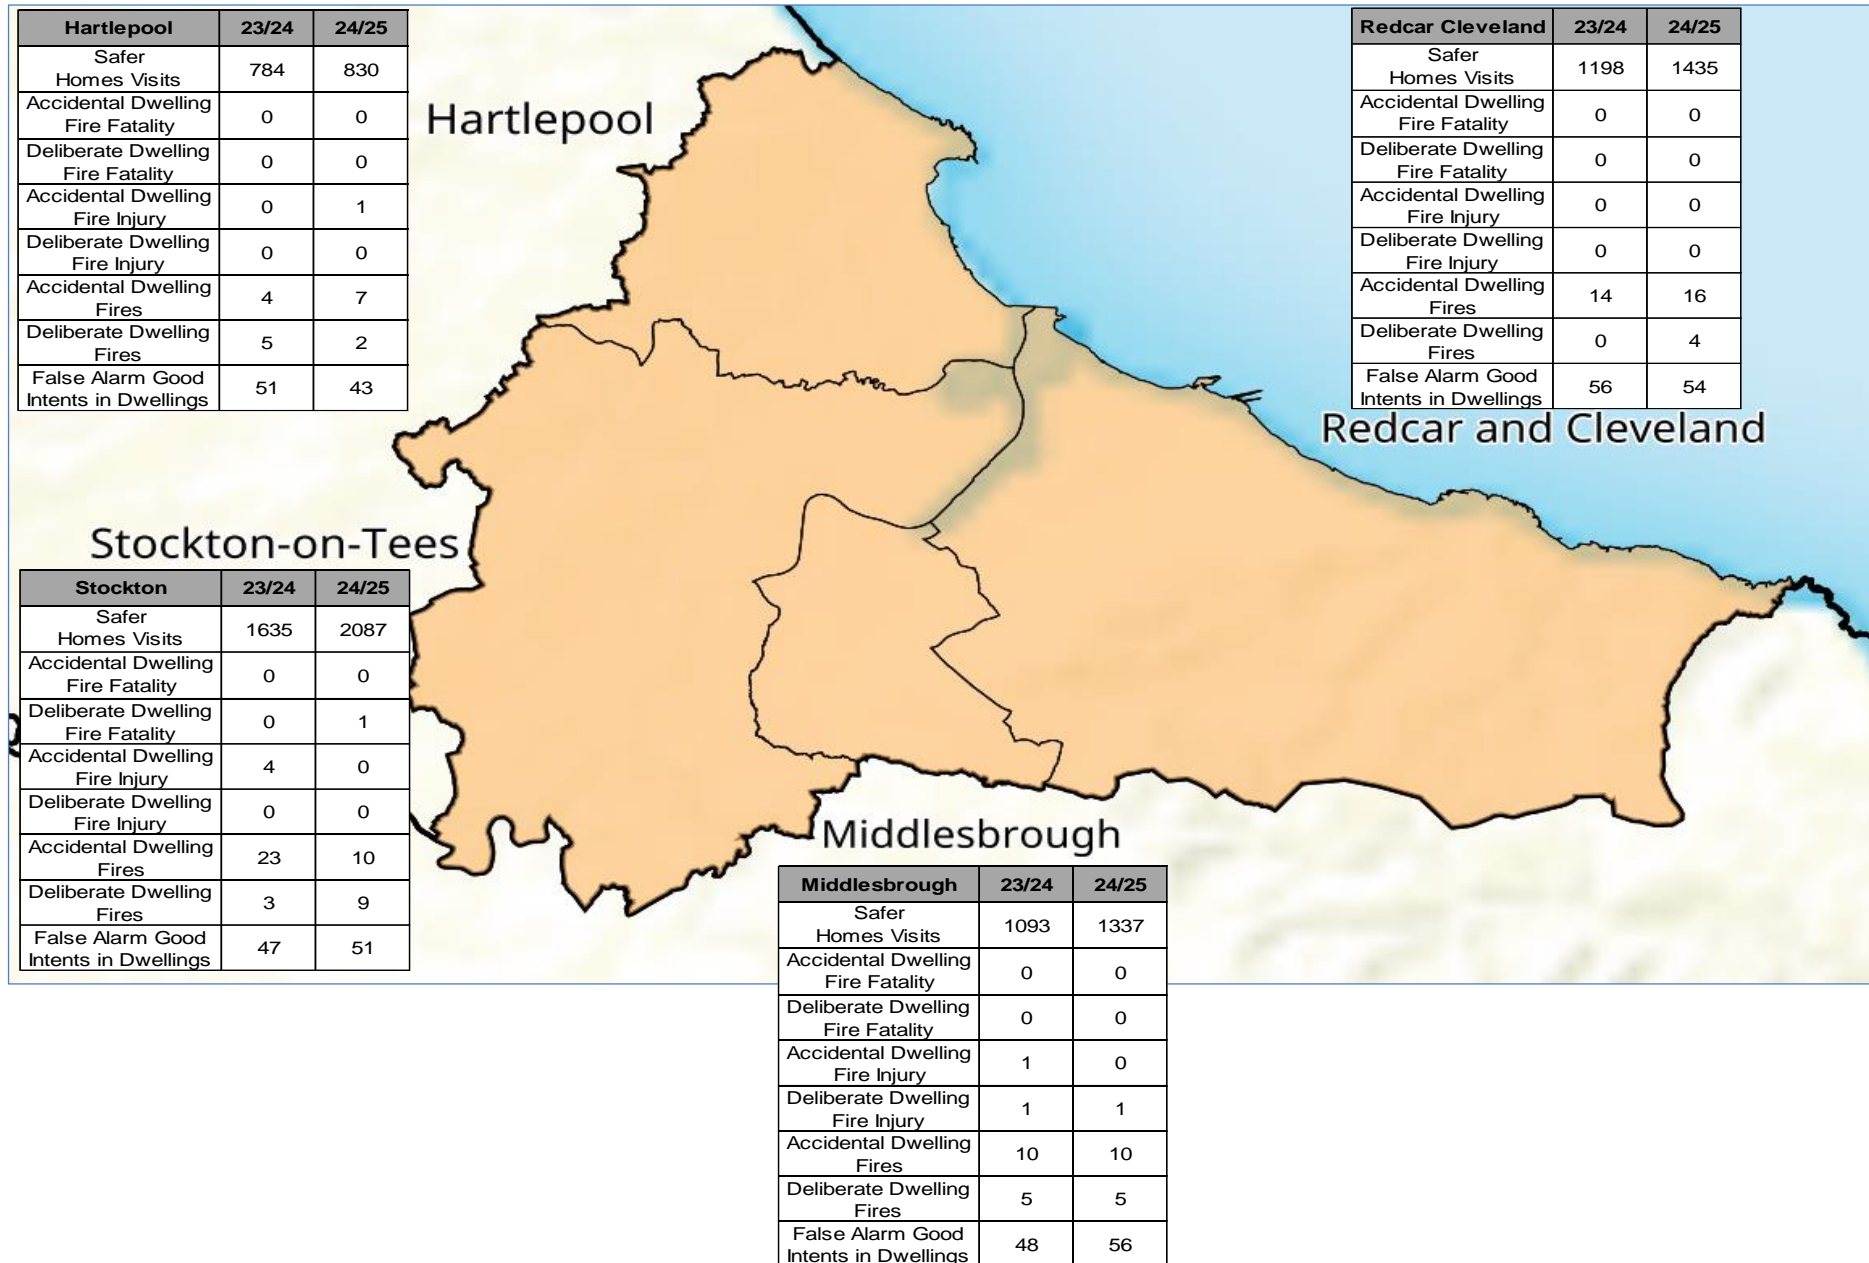 Hartlepool 23/24 24/25
Safer
Homes Visits 784 830
Accidental Dwelling
Fire Fatality 0 0
Deliberate Dwelling
Fire Fatality 0 0
Accidental Dwelling
Fire Injury 0 1
Deliberate Dwelling
Fire Injury 0 0
Accidental Dwelling
Fires 4 7
Deliberate Dwelling
Fires 5 2
False Alarm Good
Intents in Dwellings 51 43
Hartlepool
Redcar Cleveland 23/24 24/25
Safer
Homes Visits 1198 1435
Accidental Dwelling
Fire Fatality 0 0
Deliberate Dwelling
Fire Fatality 0 0
Accidental Dwelling
Fire Injury 0 0
Deliberate Dwelling
Fire Injury 0 0
Accidental Dwelling
Fires 14 16
Deliberate Dwelling
Fires 0 4
False Alarm Good
Intents in Dwellings 56 54
Redcar and Cleveland
Stockton-on-Tees
Stockton 23/24 24/25
Safer
Homes Visits 1635 2087
Accidental Dwelling
Fire Fatality 0 0
Deliberate Dwelling
Fire Fatality 0 1
Accidental Dwelling
Fire Injury 4 0
Deliberate Dwelling
Fire Injury 0 0
Accidental Dwelling
Fires 23 10
Deliberate Dwelling
Fires 3 9
False Alarm Good
Intents in Dwellings 47 51
Middlesbrough
Middlesbrough 23/24 24/25
Safer
Homes Visits 1093 1337
Accidental Dwelling
Fire Fatality 0 0
Deliberate Dwelling
Fire Fatality 0 0
Accidental Dwelling
Fire Injury 1 0
Deliberate Dwelling
Fire Injury 1 1
Accidental Dwelling
Fires 10 10
Deliberate Dwelling
Fires 5 5
False Alarm Good
Intents in Dwellings 48 56